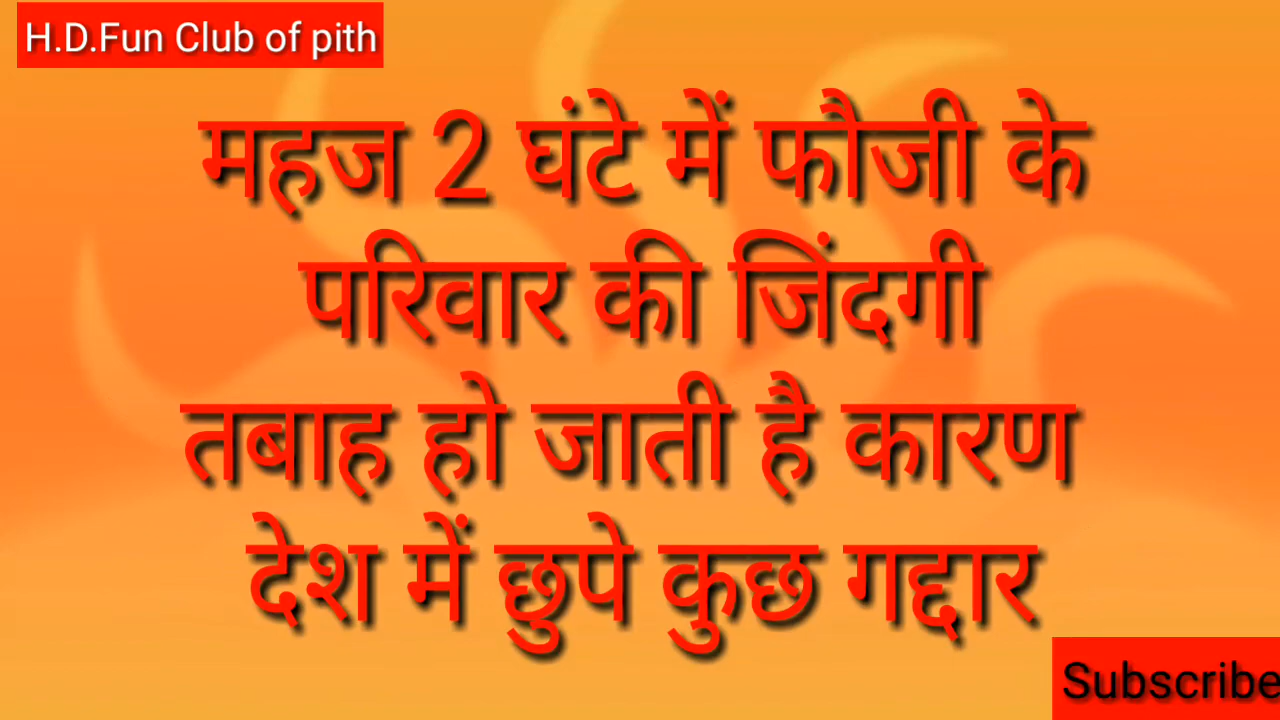 H.D.Fun Club of pith
महज 2 घंटे में फौजी के
परिवार की जिंदगी
तबाह हो जाती है कारण
देश में छुपे कुछ गद्दार
Subscribe